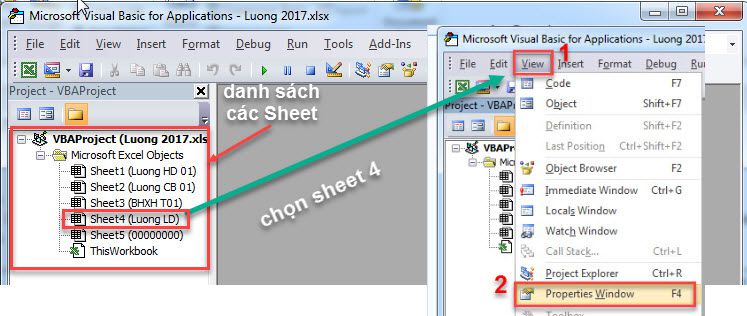 Microsoft Visual Basic for Applications - Luong 2017.xlsx
File Edit View Insert Format Debug Run Tools Add-Ins
Project - VBAProject
VBAProject (Luong 2017.xls
Microsoft Excel Objects
Sheet1 (Luong HD 01)
Sheet2 (Luong CB 01)
Sheet3 (BHXH T01)
Sheet4 (Luong LD)
Sheet5 (00000000)
ThisWorkbook
danh sách
các Sheet
chọn sheet 4
Microsoft Visual Basic for Applications - Luong 2017.x
1
File Edit View Insert Format Debug
Project - VBAProject
VBAP
Mic
Code F7
Object Shift+F7
Definition Shift+F2
Last Position Ctrl+Shift+F2
Object Browser F2
Immediate Window Ctrl+G
Locals Window
Watch Window
Call Stack... Ctrl+L
Project Explorer Ctrl+R
2
Properties Window F4
Toolbox